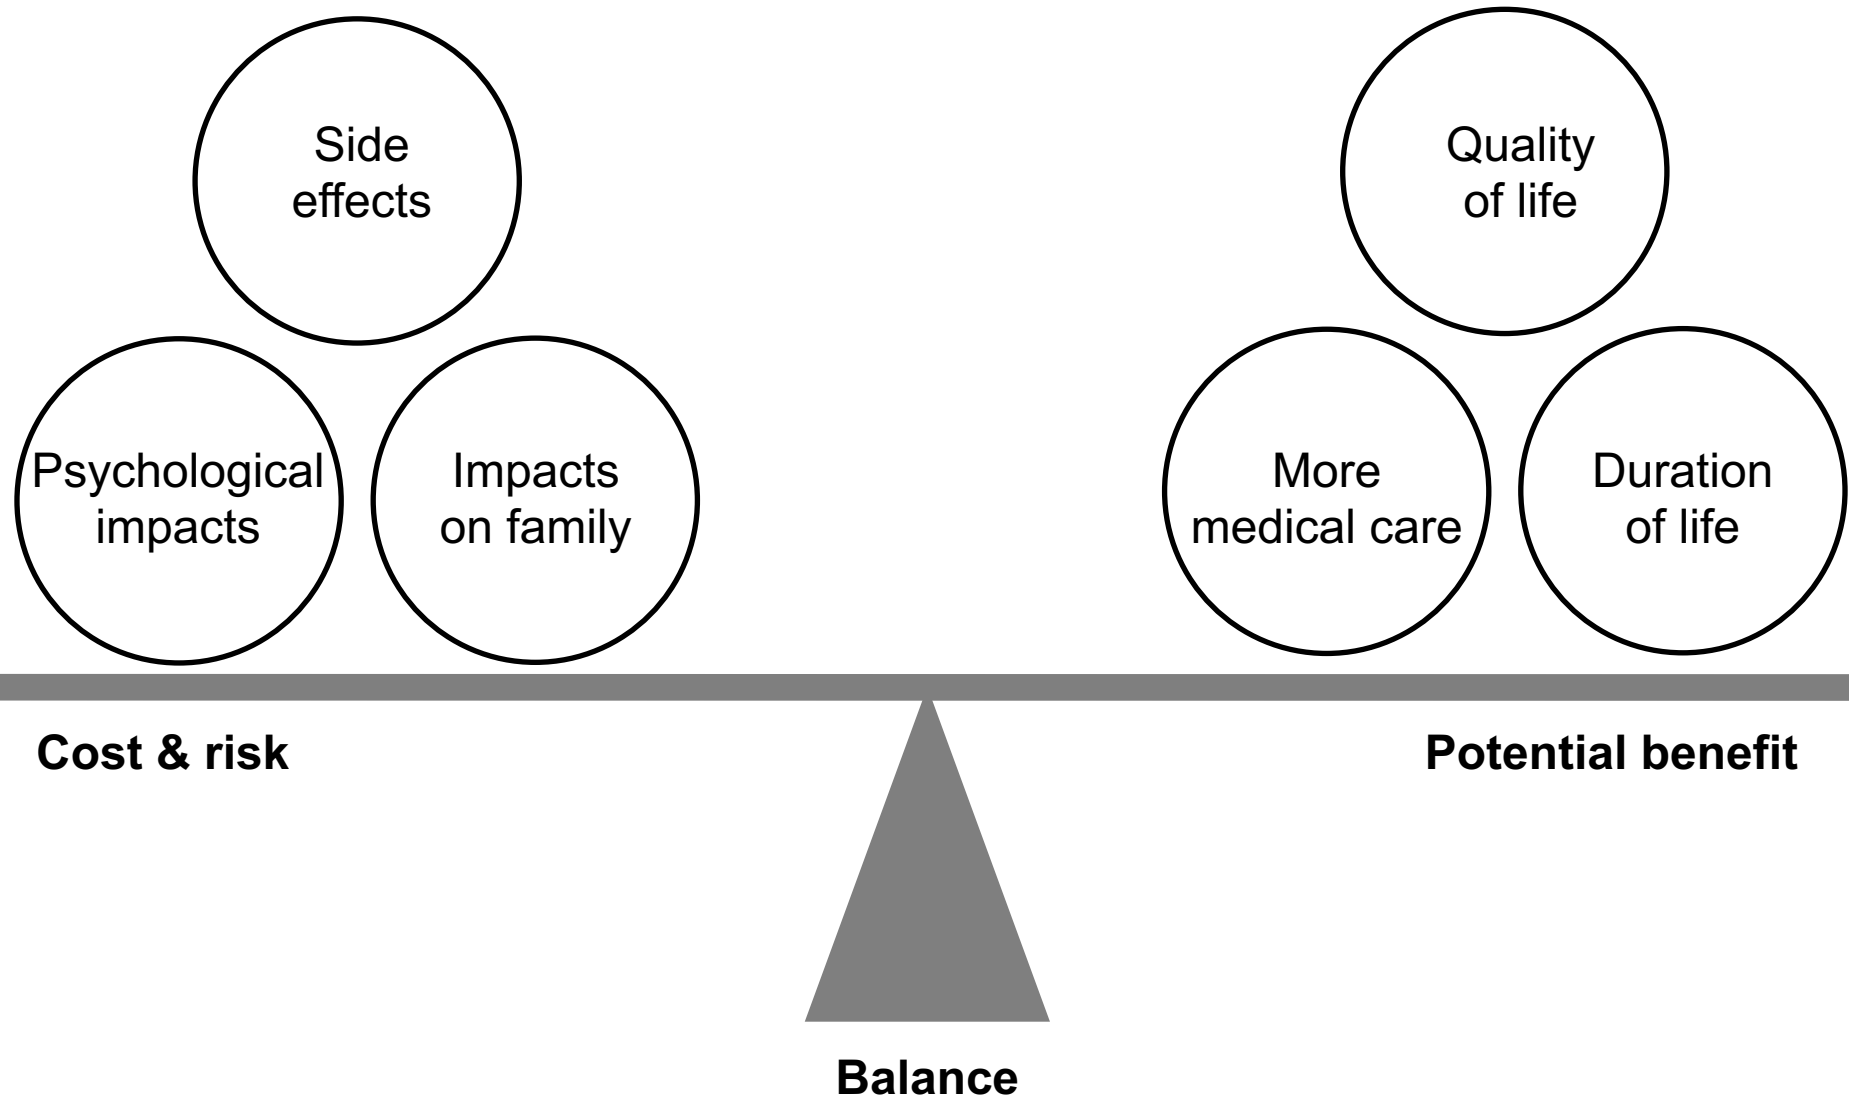 Side
effects
Quality
of life
Psychological
impacts
Impacts
on family
More
medical care
Duration
of life
Cost & risk
Potential benefit
Balance